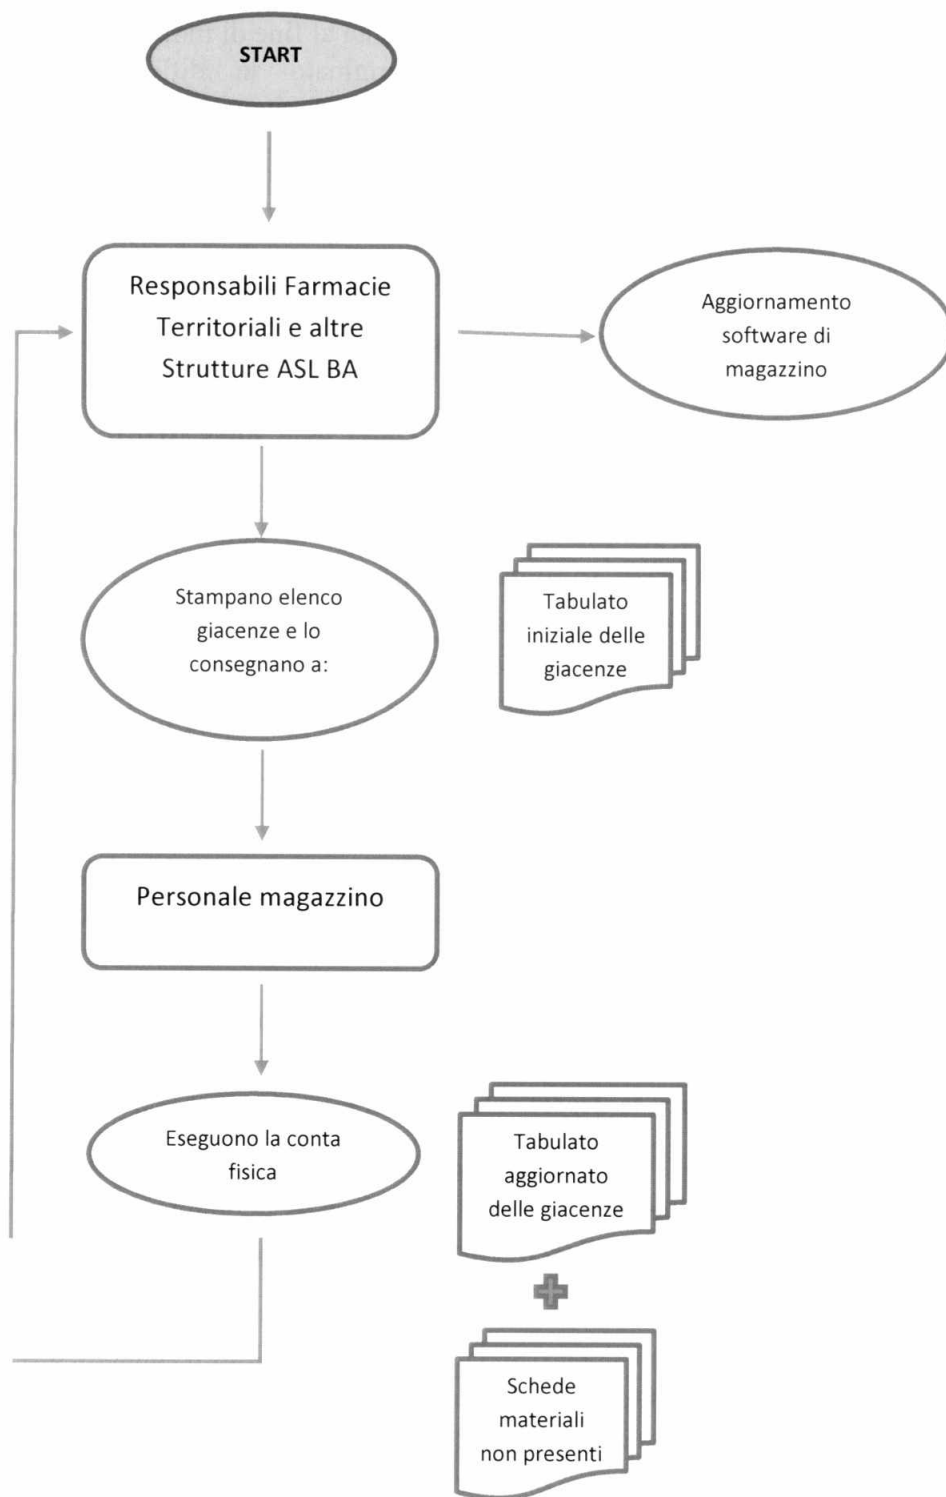 START
Responsabili Farmacie
Territoriali e altre
Strutture ASL BA
Aggiornamento
software di
magazzino
Stampano elenco
giacenze e lo
consegnano a:
Tabulato
iniziale delle
giacenze
Personale magazzino
Eseguono la conta
fisica
Tabulato
aggiornato
delle giacenze
Schede
materiali
non presenti